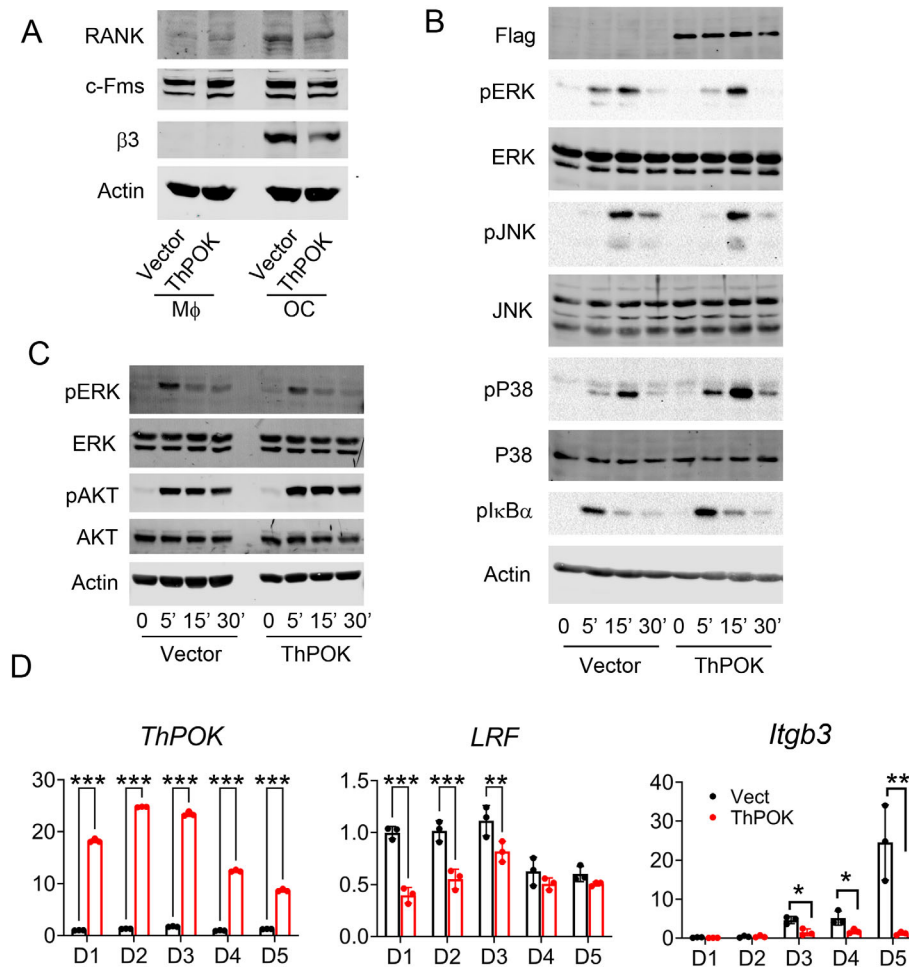 A
RANK
c-Fms
β3
Actin
Vector
ThPOK
Vector
ThPOK
Mϕ
OC
B
Flag
pERK
ERK
pJNK
JNK
pP38
P38
pIκBα
Actin
0 5’ 15’ 30’ 0 5’ 15’ 30’
Vector ThPOK
C
pERK
ERK
pAKT
AKT
Actin
0 5’ 15’ 30’ 0 5’ 15’ 30’
Vector ThPOK
D
ThPOK
*** *** *** *** ***
30
20
10
0
D1 D2 D3 D4 D5
LRF
*** *** **
1.5
1.0
0.5
0.0
D1 D2 D3 D4 D5
Itgb3
Vect
ThPOK
* * **
40
30
20
10
0
D1 D2 D3 D4 D5